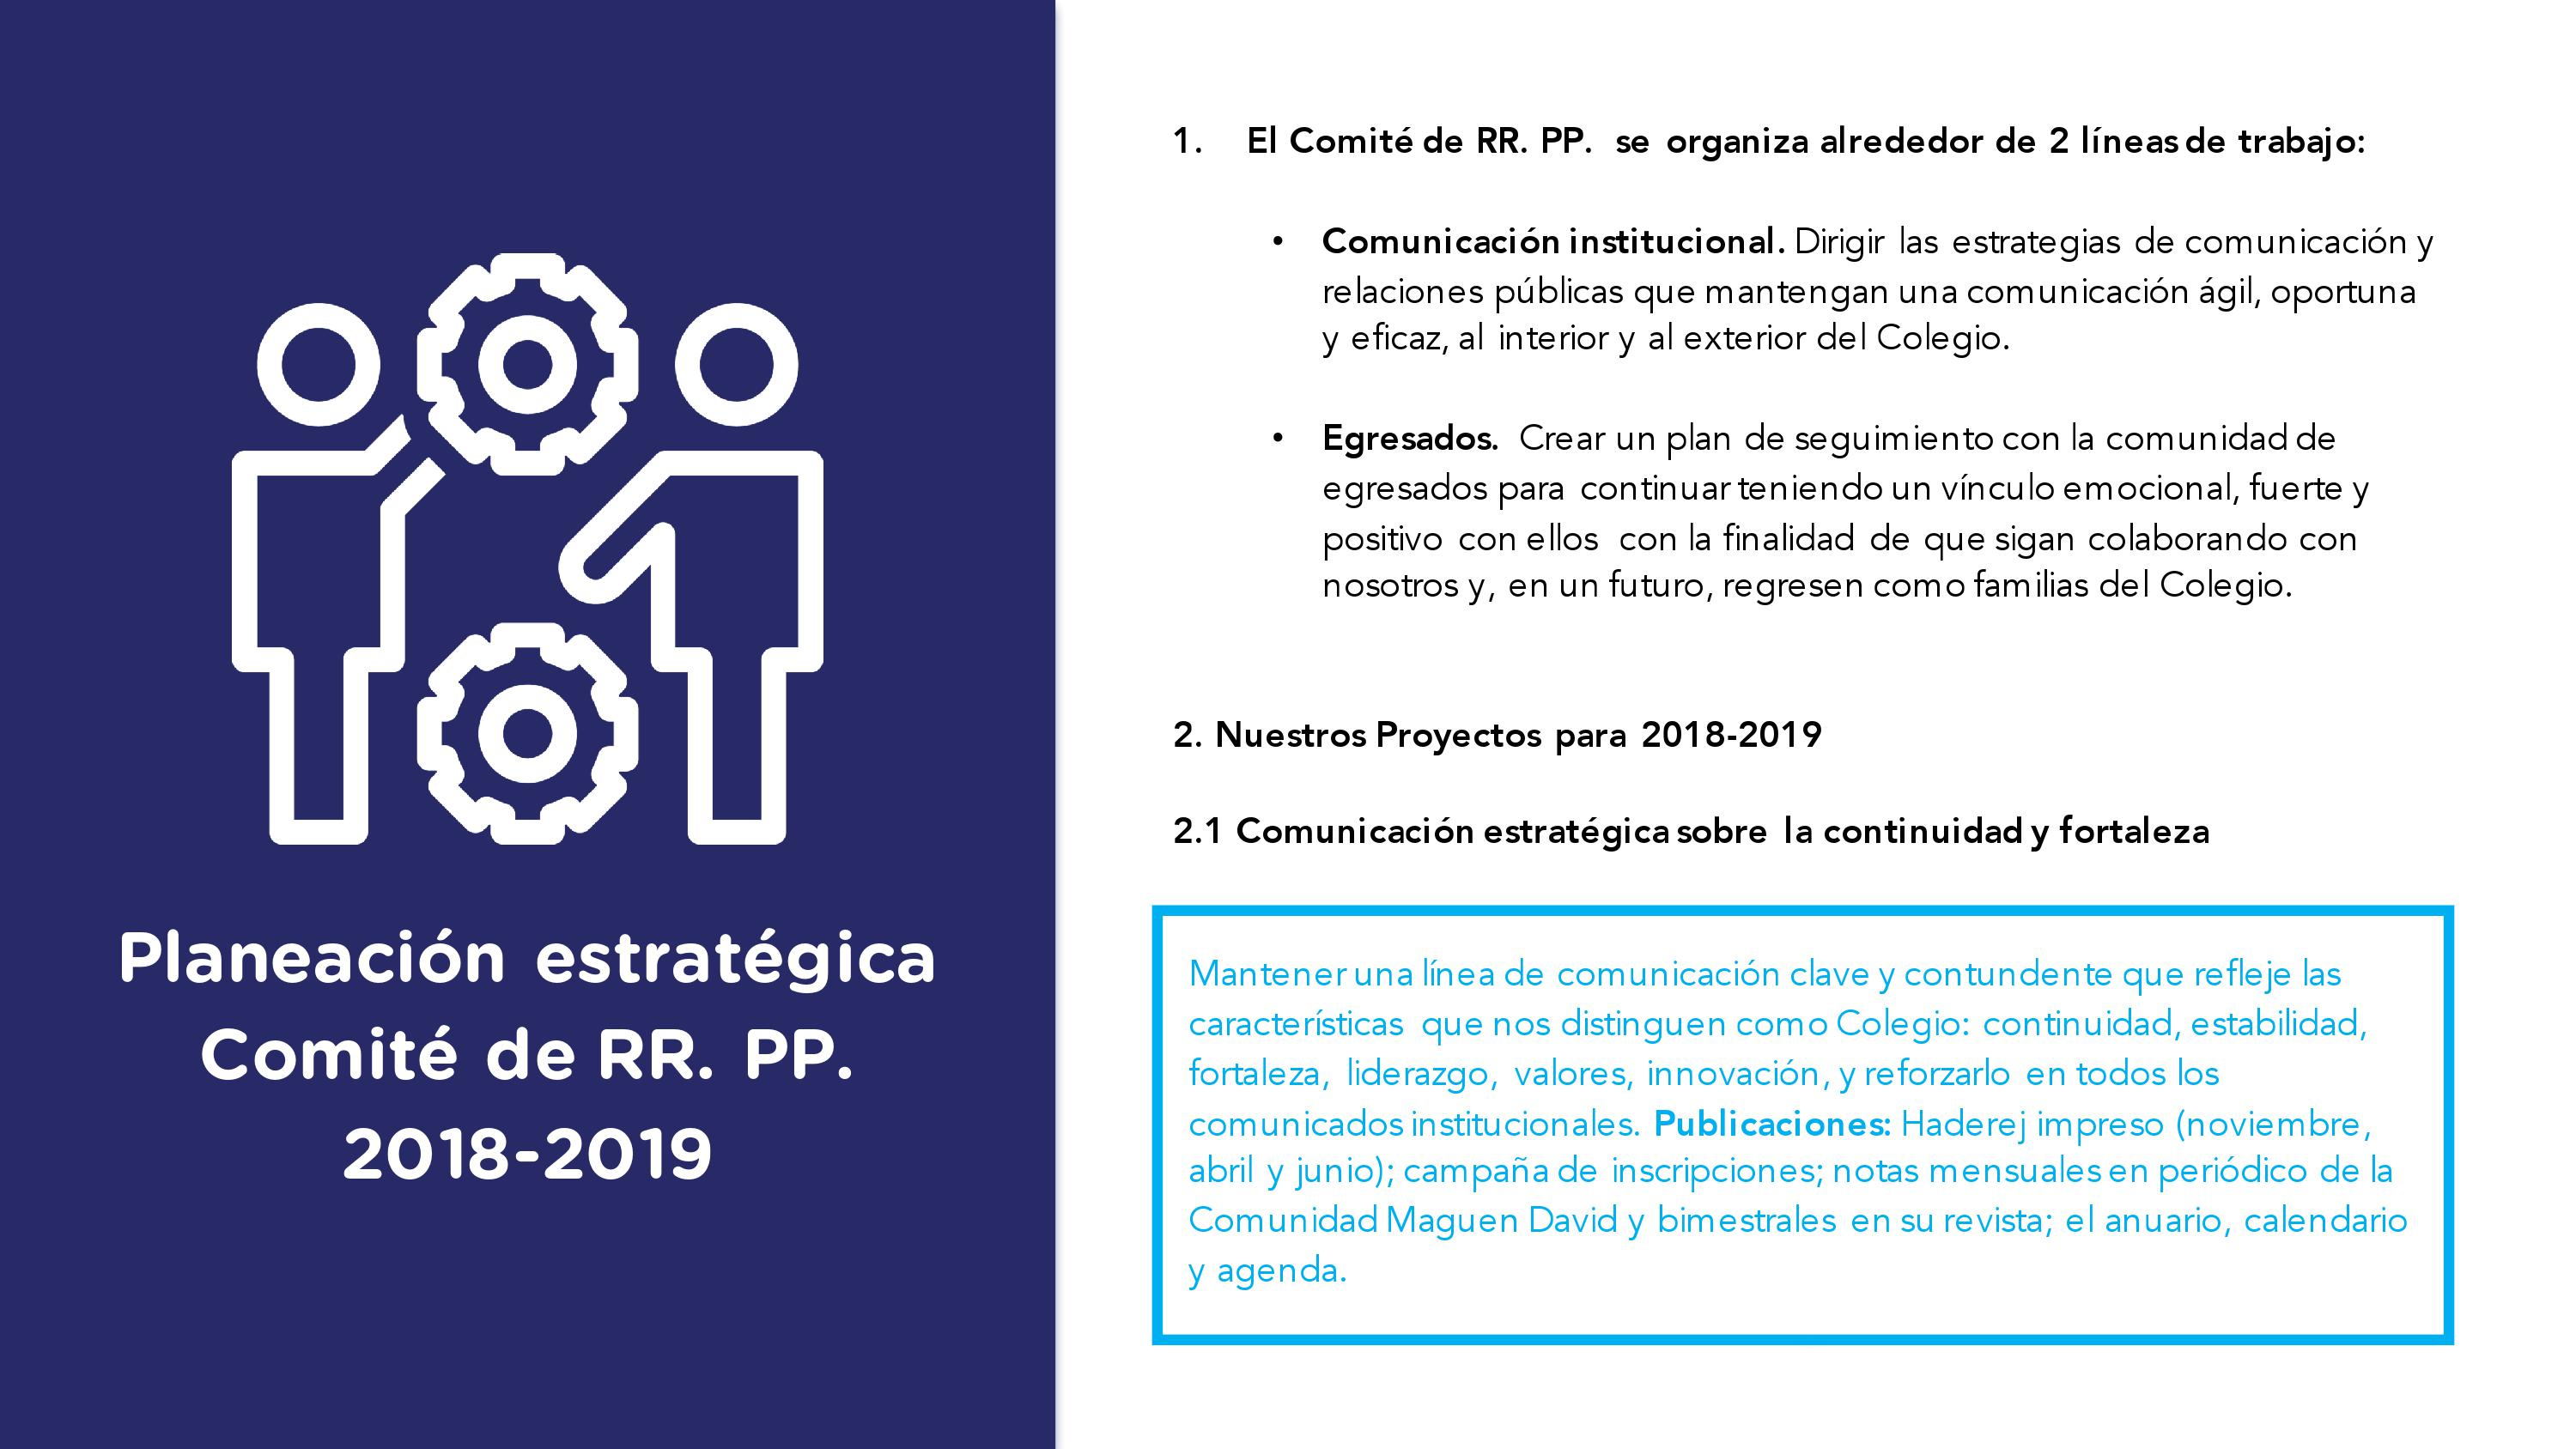 Planeación estratégica
Comité de RR. PP.
2018-2019
1. El Comité de RR. PP. se organiza alrededor de 2 líneas de trabajo:
• Comunicación institucional. Dirigir las estrategias de comunicación y
relaciones públicas que mantengan una comunicación ágil, oportuna
y eficaz, al interior y al exterior del Colegio.
• Egresados. Crear un plan de seguimiento con la comunidad de
egresados para continuar teniendo un vínculo emocional, fuerte y
positivo con ellos con la finalidad de que sigan colaborando con
nosotros y, en un futuro, regresen como familias del Colegio.
2. Nuestros Proyectos para 2018-2019
2.1 Comunicación estratégica sobre la continuidad y fortaleza
Mantener una línea de comunicación clave y contundente que refleje las
características que nos distinguen como Colegio: continuidad, estabilidad,
fortaleza, liderazgo, valores, innovación, y reforzarlo en todos los
comunicados institucionales. Publicaciones: Haderej impreso (noviembre,
abril y junio); campaña de inscripciones; notas mensuales en periódico de la
Comunidad Maguen David y bimestrales en su revista; el anuario, calendario
y agenda.